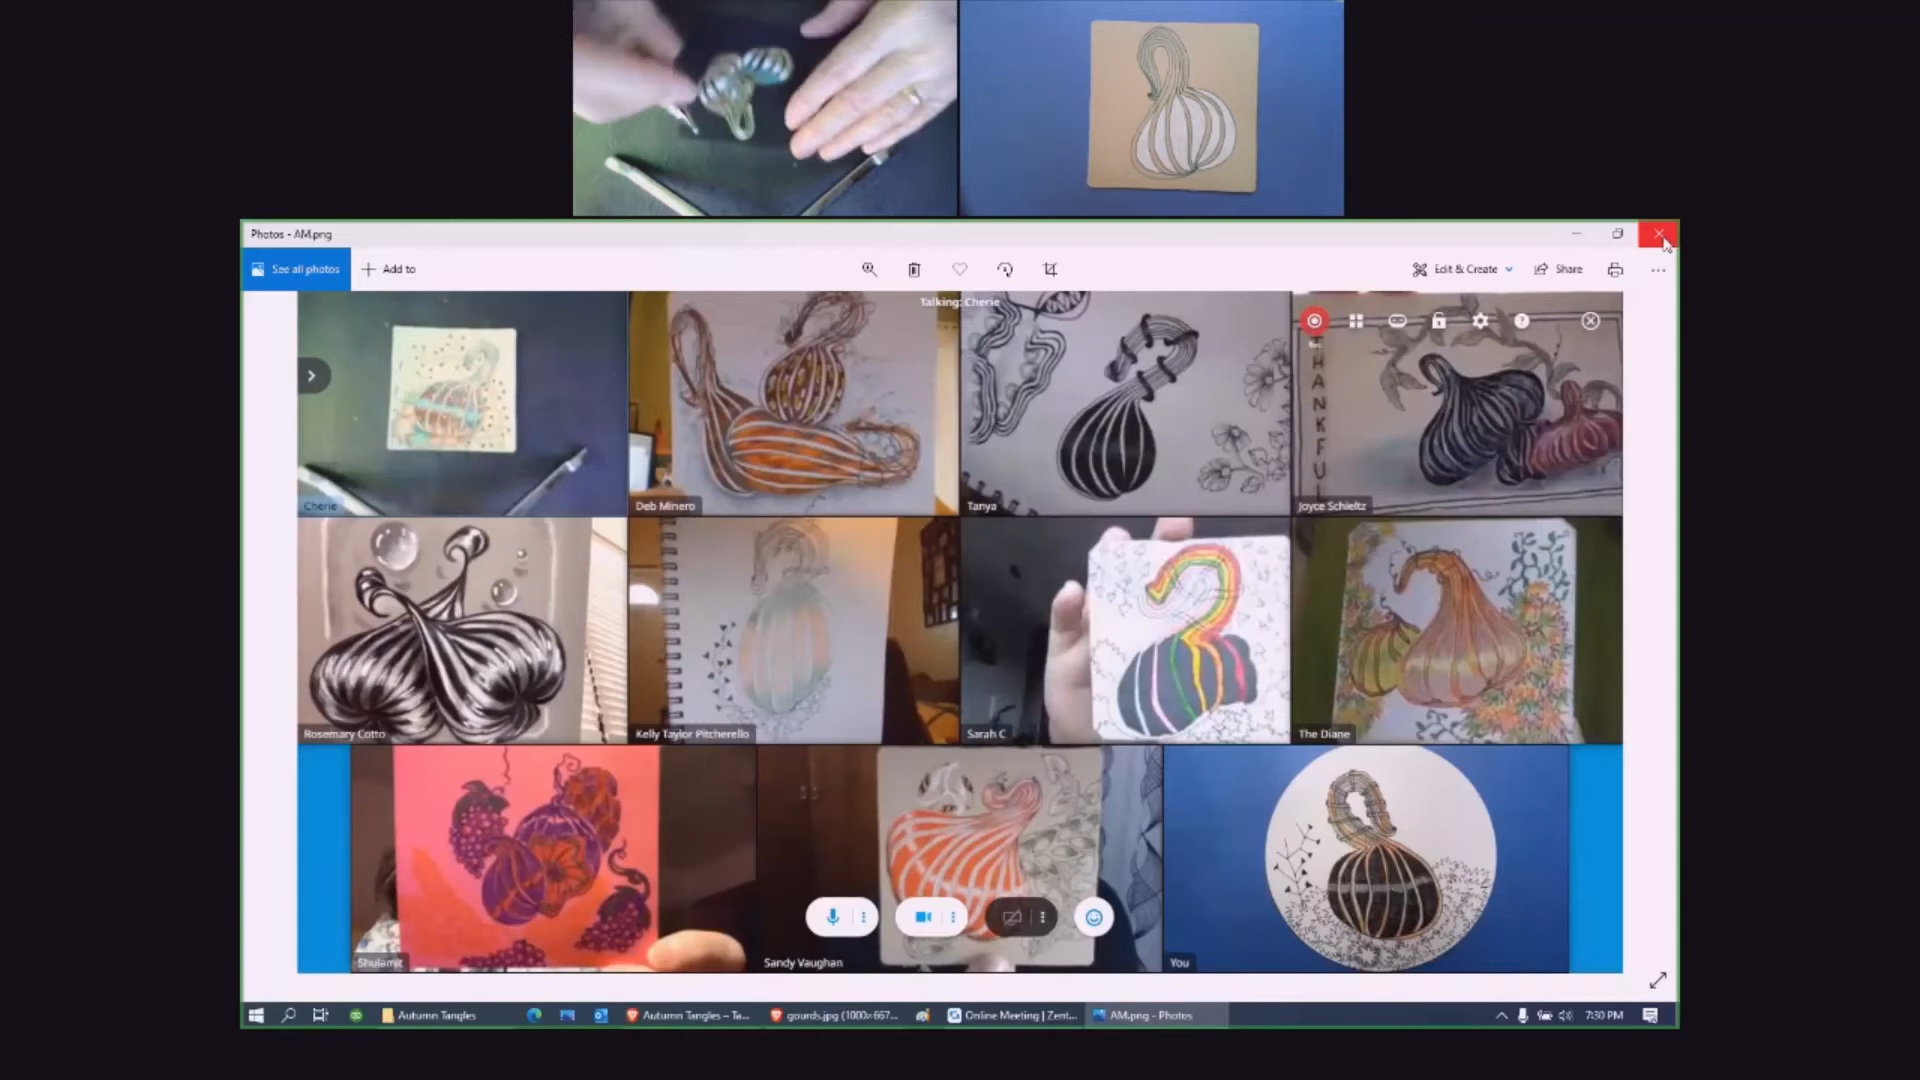 Photos - AM.png
See all photos
Add to
Edit & Create
Share
Talking: Cherie
THANKFUL
Cherie
Deb Minero
Tanya
Joyce Schieltz
Rosemary Cotto
Kelly Taylor Pitcherello
Sarah C
The Diane
Shulamit
Sandy Vaughan
You
Autumn Tangles
Autumn Tangles – Ta...
gourds.jpg (1000×667...
Online Meeting | Zent...
AM.png - Photos
7:30 PM